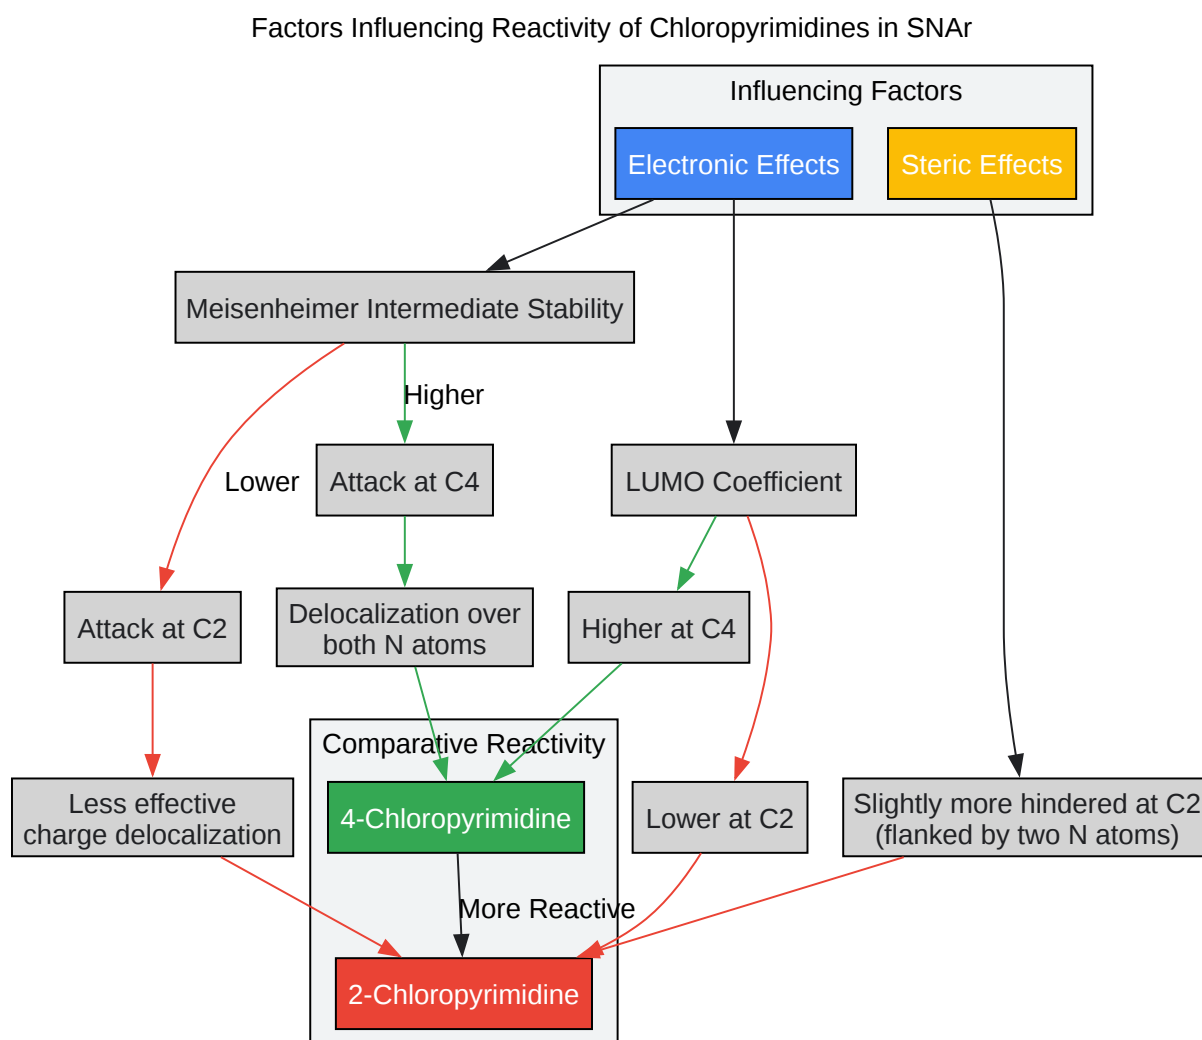 Factors Influencing Reactivity of Chloropyrimidines in SNAr
Influencing Factors
Electronic Effects
Steric Effects
Meisenheimer Intermediate Stability
Higher
Lower
Attack at C4
LUMO Coefficient
Attack at C2
Delocalization over
both N atoms
Higher at C4
Comparative Reactivity
Less effective
charge delocalization
4-Chloropyrimidine
Lower at C2
Slightly more hindered at C2
(flanked by two N atoms)
More Reactive
2-Chloropyrimidine